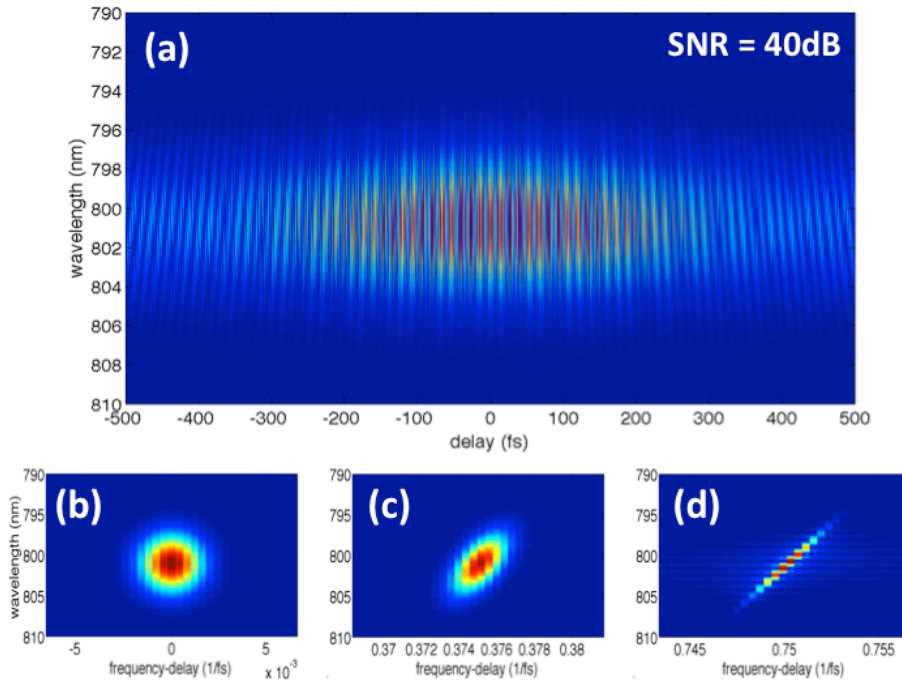 (a)
SNR = 40dB
wavelength (nm)
790
792
794
796
798
800
802
804
806
808
810
-500 -400 -300 -200 -100 0 100 200 300 400 500
delay (fs)
(b)
wavelength (nm)
790
795
800
805
810
-5 0 5
frequency-delay (1/fs)
x 10⁻³
(c)
790
795
800
805
810
0.37 0.372 0.374 0.376 0.378 0.38
frequency-delay (1/fs)
(d)
790
795
800
805
810
0.745 0.75 0.755
frequency-delay (1/fs)